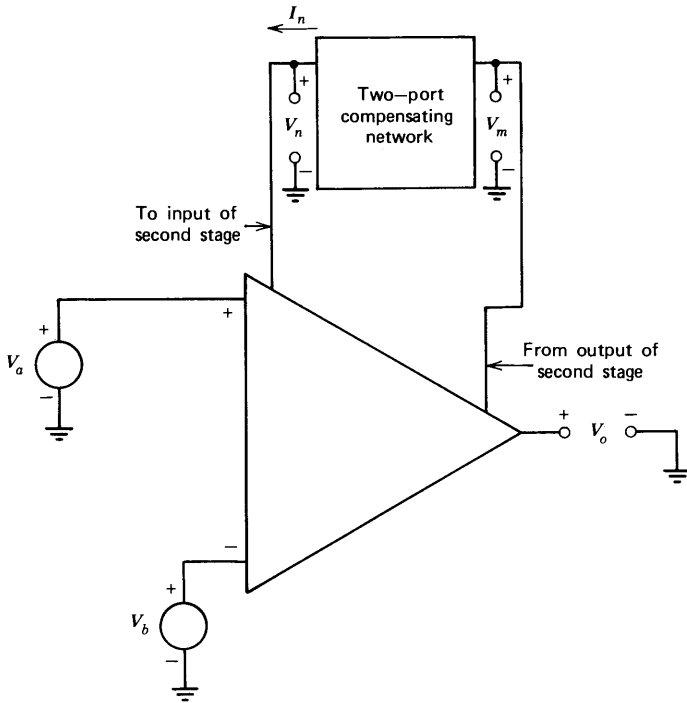 I_n
+
V_n
−
Two−port
compensating
network
+
V_m
−
To input of
second stage
+
V_a
−
+
From output of
second stage
+ V_o −
−
+
V_b
−